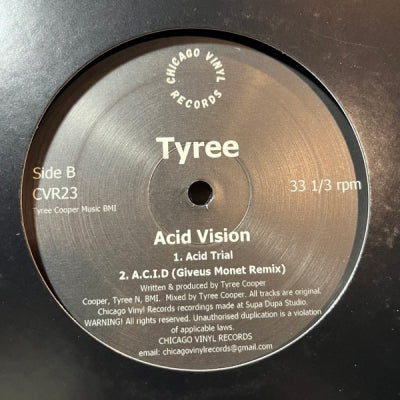 CHICAGO VINYL
RECORDS
Tyree
Side B
CVR23
Tyree Cooper Music BMI
33 1/3 rpm
Acid Vision
1. Acid Trial
2. A.C.I.D (Giveus Monet Remix)
Written & produced by Tyree Cooper
Cooper, Tyree N, BMI. Mixed by Tyree Cooper. All tracks are original.
Chicago Vinyl Records recordings made at Supa Dupa Studio.
WARNING! All rights reserved. Unauthorised duplication is a violation
of applicable laws.
CHICAGO VINYL RECORDS
email: chicagovinylrecords@gmail.com